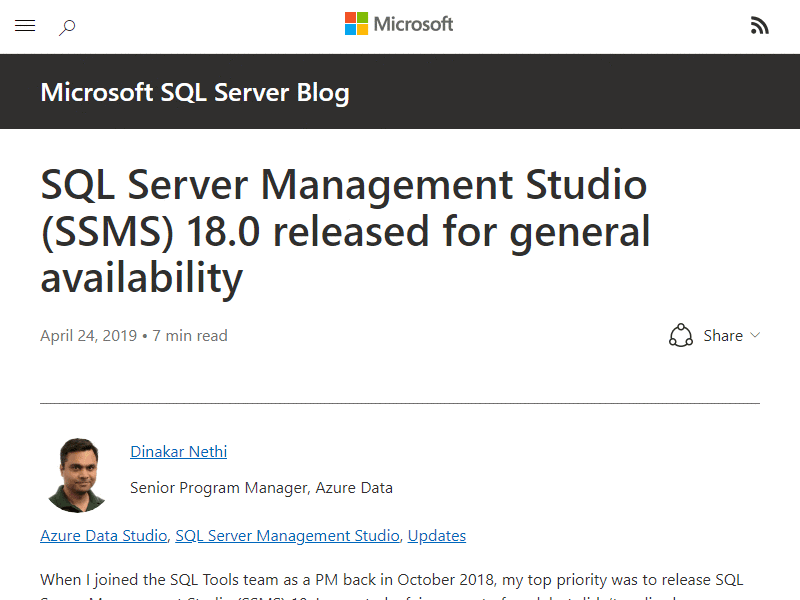 Microsoft
Microsoft SQL Server Blog
SQL Server Management Studio
(SSMS) 18.0 released for general
availability
April 24, 2019 • 7 min read
Share
Dinakar Nethi
Senior Program Manager, Azure Data
Azure Data Studio, SQL Server Management Studio, Updates
When I joined the SQL Tools team as a PM back in October 2018, my top priority was to release SQL